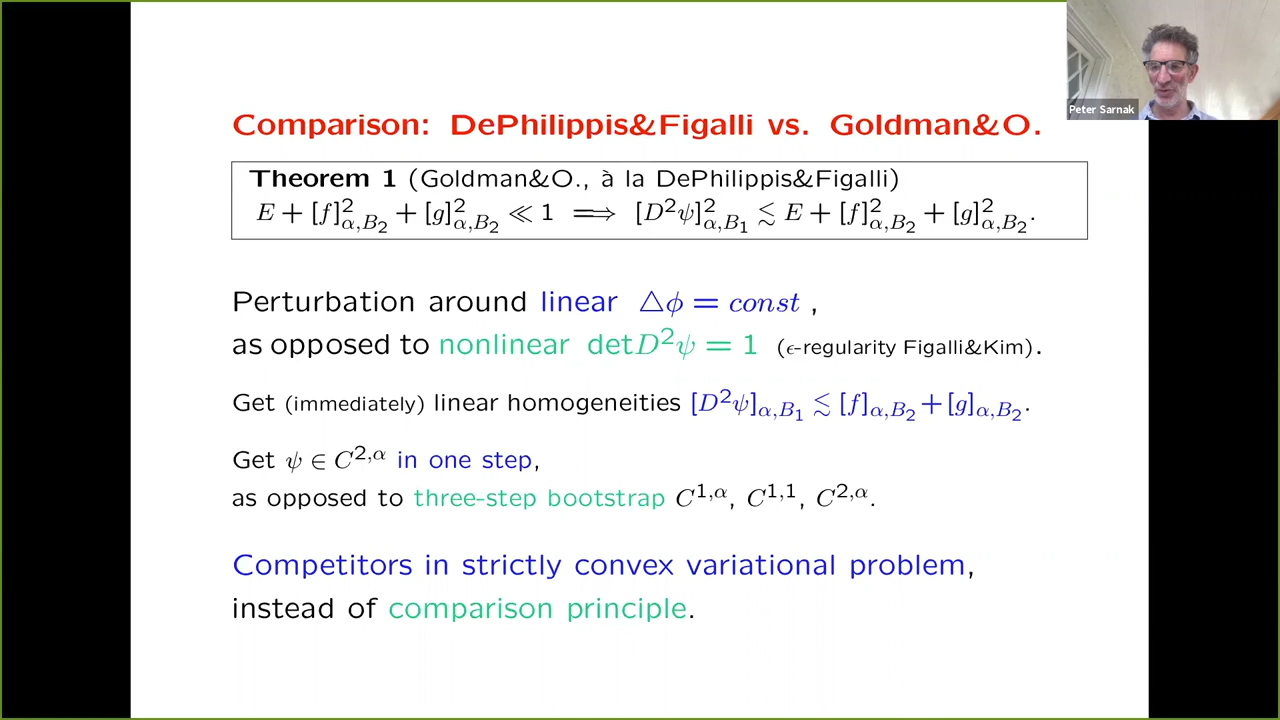 Comparison: DePhilippis&Figalli vs. Goldman&O.
Peter Sarnak
Theorem 1 (Goldman&O., à la DePhilippis&Figalli)
E + [f]²_{α,B₂} + [g]²_{α,B₂} ≪ 1 ⟹ [D²ψ]²_{α,B₁} ≲ E + [f]²_{α,B₂} + [g]²_{α,B₂}.
Perturbation around linear △ϕ = const ,
as opposed to nonlinear detD²ψ = 1 (ϵ-regularity Figalli&Kim).
Get (immediately) linear homogeneities [D²ψ]_{α,B₁} ≲ [f]_{α,B₂} + [g]_{α,B₂}.
Get ψ ∈ C^{2,α} in one step,
as opposed to three-step bootstrap C^{1,α}, C^{1,1}, C^{2,α}.
Competitors in strictly convex variational problem,
instead of comparison principle.